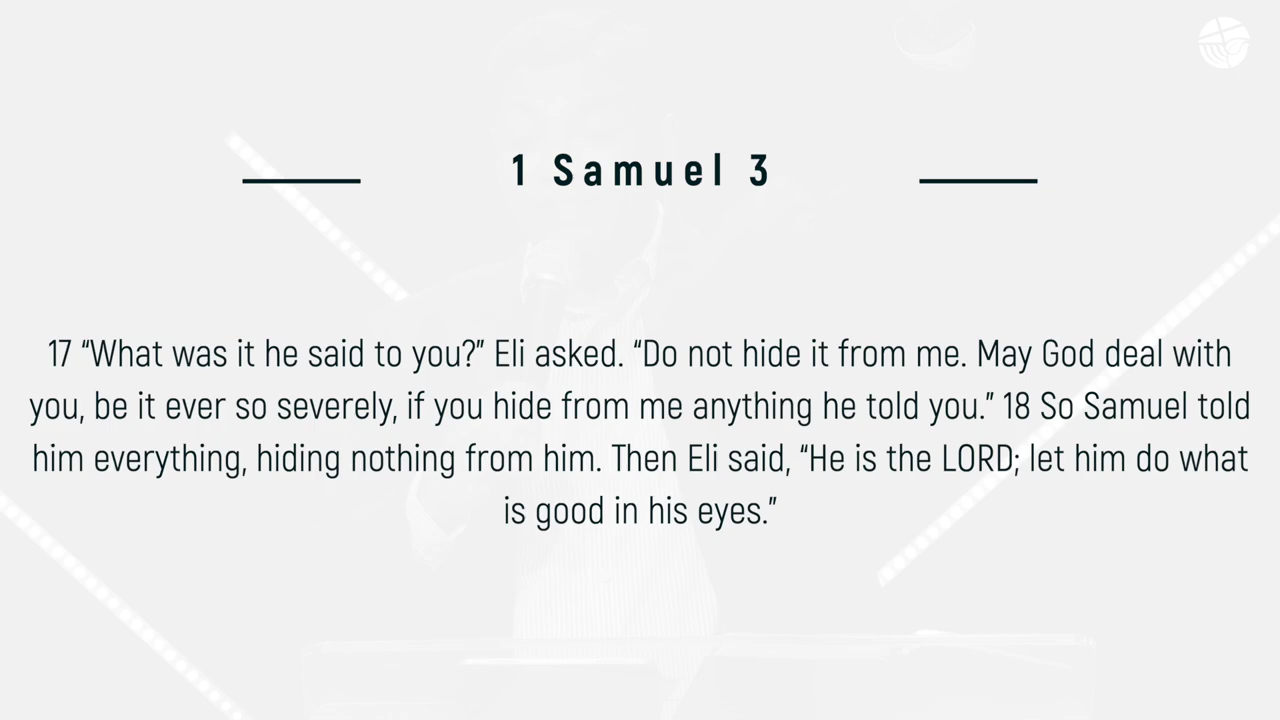 1 Samuel 3
17 “What was it he said to you?” Eli asked. “Do not hide it from me. May God deal with
you, be it ever so severely, if you hide from me anything he told you.” 18 So Samuel told
him everything, hiding nothing from him. Then Eli said, “He is the LORD; let him do what
is good in his eyes.”